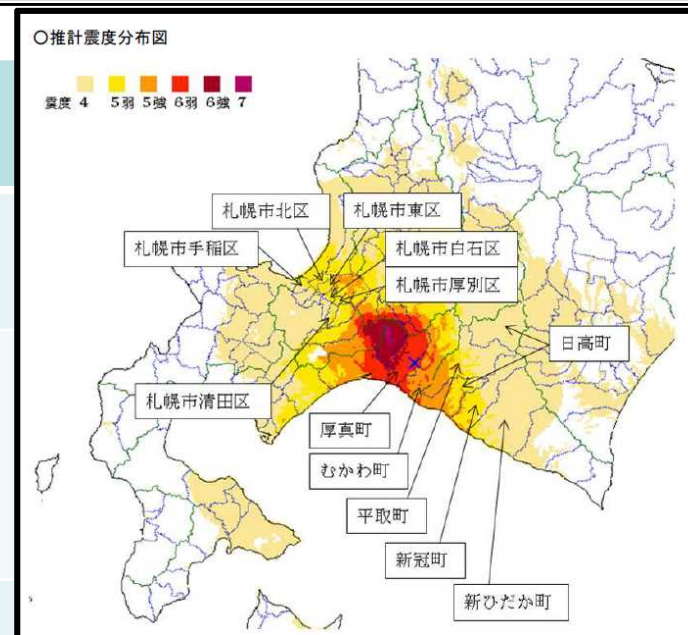 〇推計震度分布図
震度 4 5弱 5強 6弱 6強 7
札幌市北区
札幌市東区
札幌市手稲区
札幌市白石区
札幌市厚別区
日高町
札幌市清田区
厚真町
むかわ町
平取町
新冠町
新ひだか町